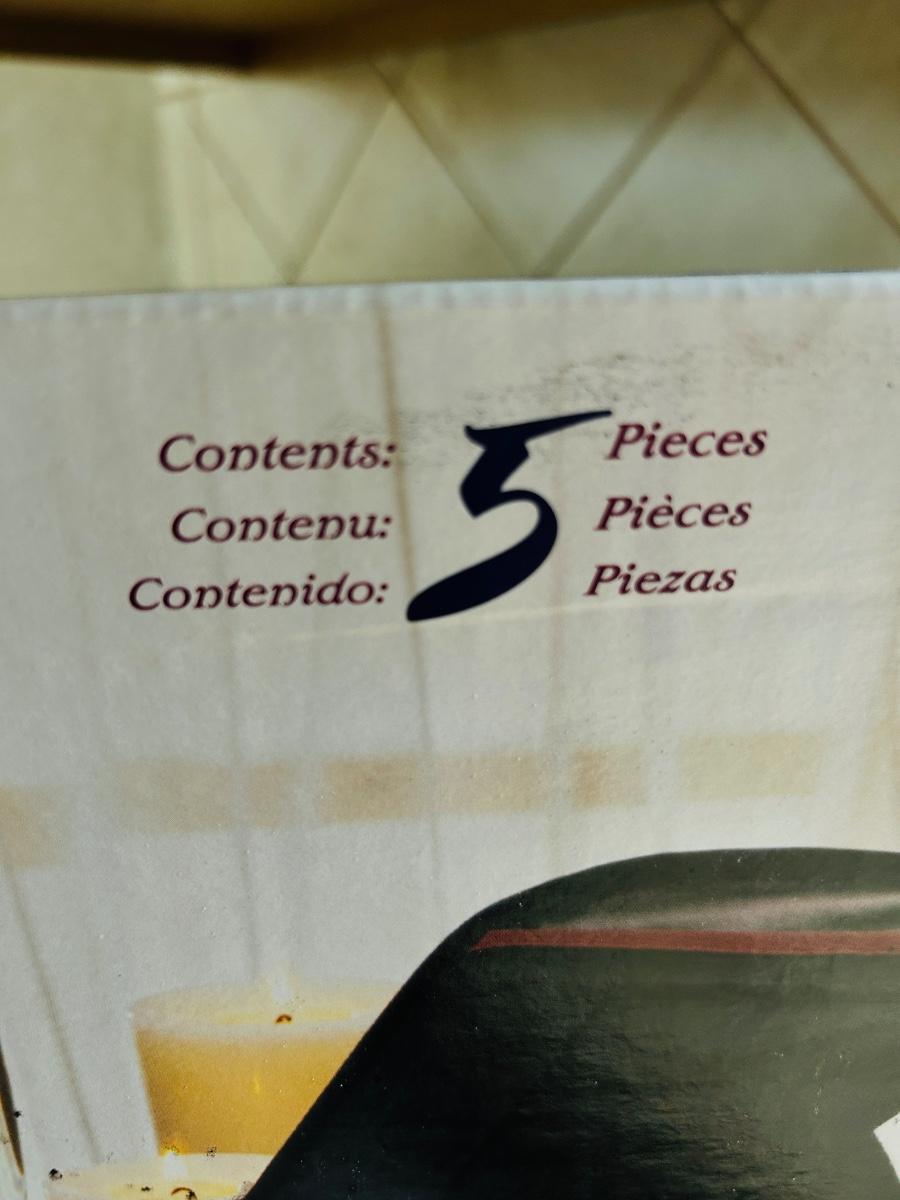 Contents: 5 Pieces
Contenu: Pièces
Contenido: Piezas